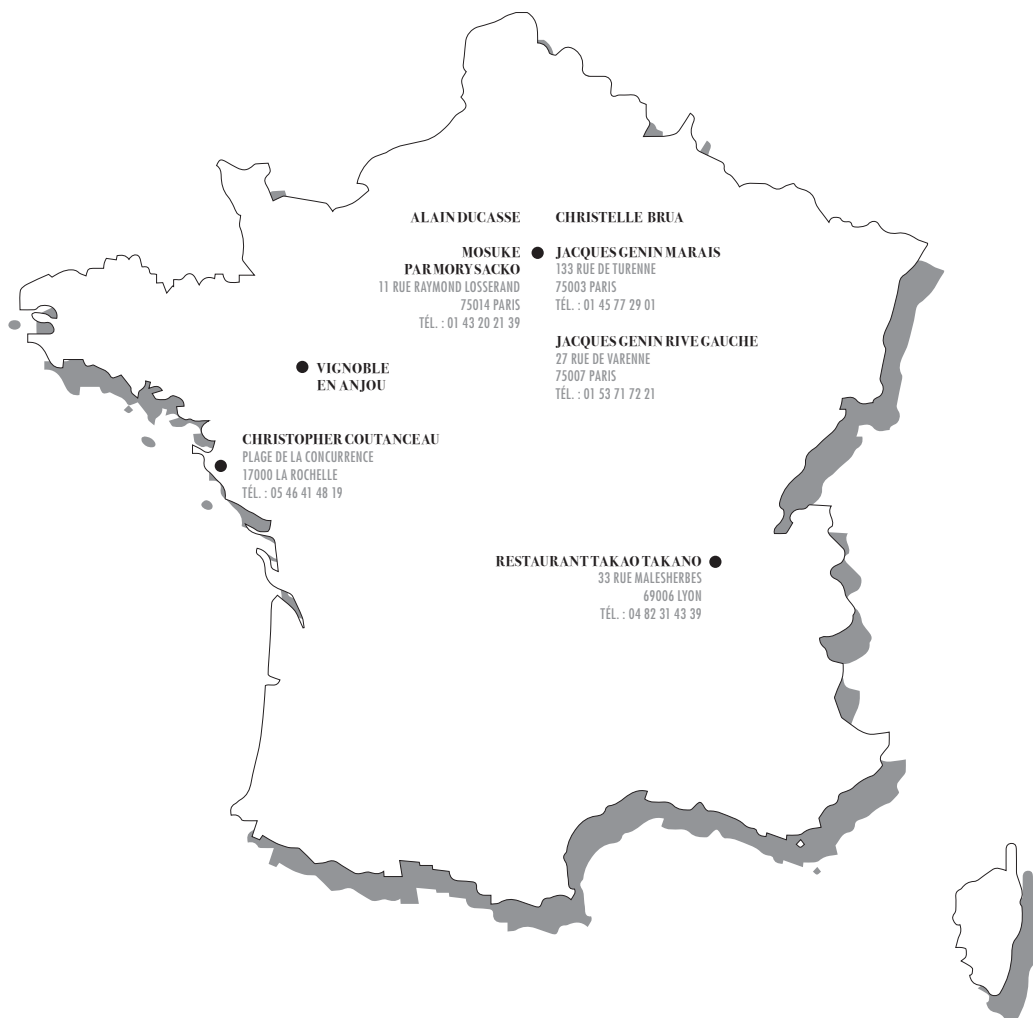 ALAIN DUCASSE
CHRISTELLE BRUA
MOSUKE
PAR MORY SACKO
11 RUE RAYMOND LOSSERAND
75014 PARIS
TÉL. : 01 43 20 21 39
JACQUES GENIN MARAIS
133 RUE DE TURENNE
75003 PARIS
TÉL. : 01 45 77 29 01
JACQUES GENIN RIVE GAUCHE
27 RUE DE VARENNE
75007 PARIS
TÉL. : 01 53 71 72 21
VIGNOBLE
EN ANJOU
CHRISTOPHER COUTANCEAU
PLAGE DE LA CONCURRENCE
17000 LA ROCHELLE
TÉL. : 05 46 41 48 19
RESTAURANT TAKAO TAKANO
33 RUE MALESHERBES
69006 LYON
TÉL. : 04 82 31 43 39